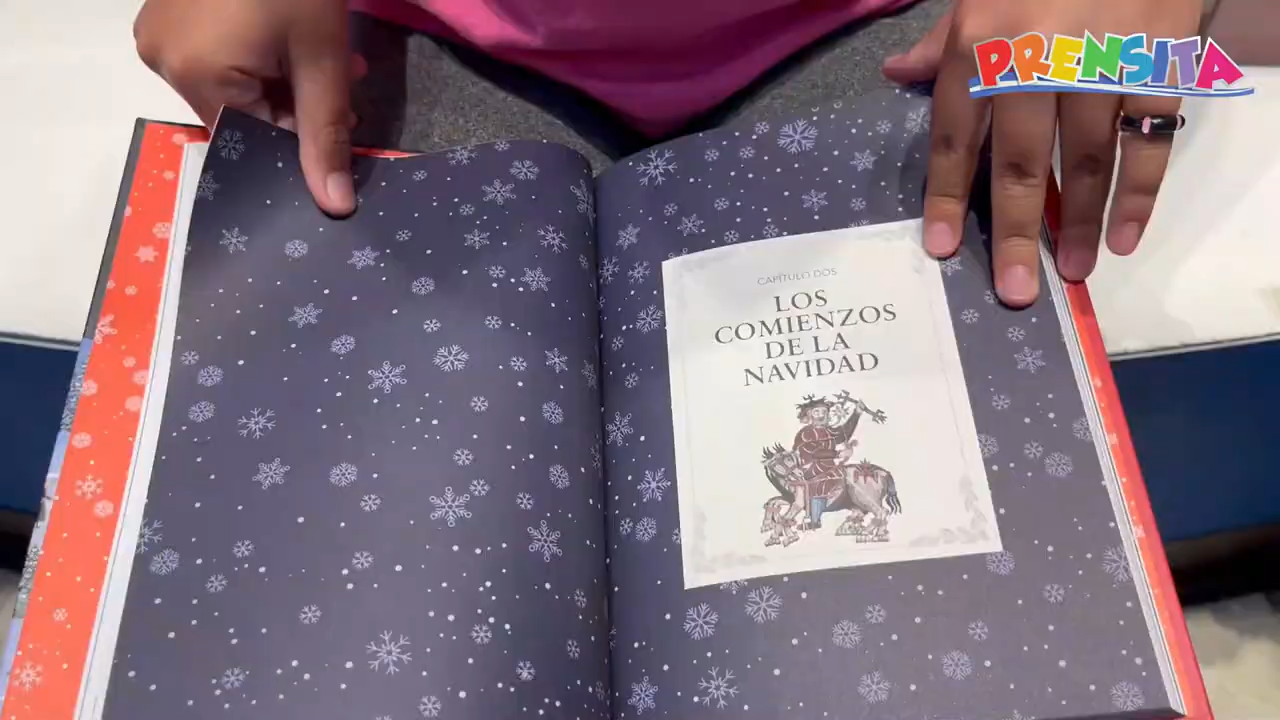 PRENSITA
CAPÍTULO DOS
LOS
COMIENZOS
DE LA
NAVIDAD